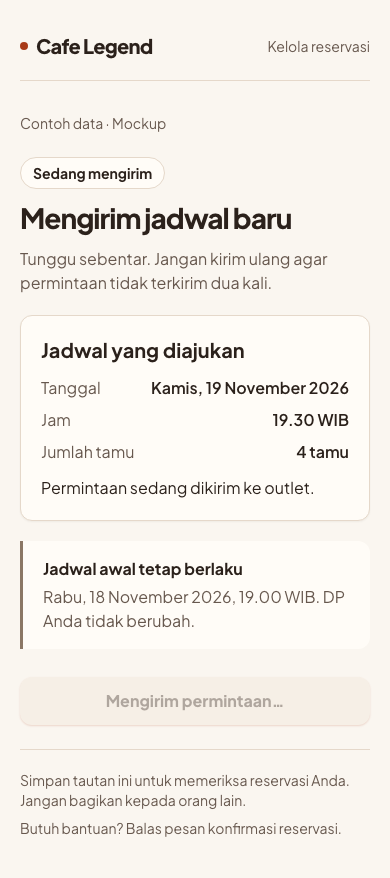 Cafe Legend
Kelola reservasi
Contoh data · Mockup
Sedang mengirim
Mengirim jadwal baru
Tunggu sebentar. Jangan kirim ulang agar
permintaan tidak terkirim dua kali.
Jadwal yang diajukan
Tanggal Kamis, 19 November 2026
Jam 19.30 WIB
Jumlah tamu 4 tamu
Permintaan sedang dikirim ke outlet.
Jadwal awal tetap berlaku
Rabu, 18 November 2026, 19.00 WIB. DP
Anda tidak berubah.
Mengirim permintaan…
Simpan tautan ini untuk memeriksa reservasi Anda.
Jangan bagikan kepada orang lain.
Butuh bantuan? Balas pesan konfirmasi reservasi.